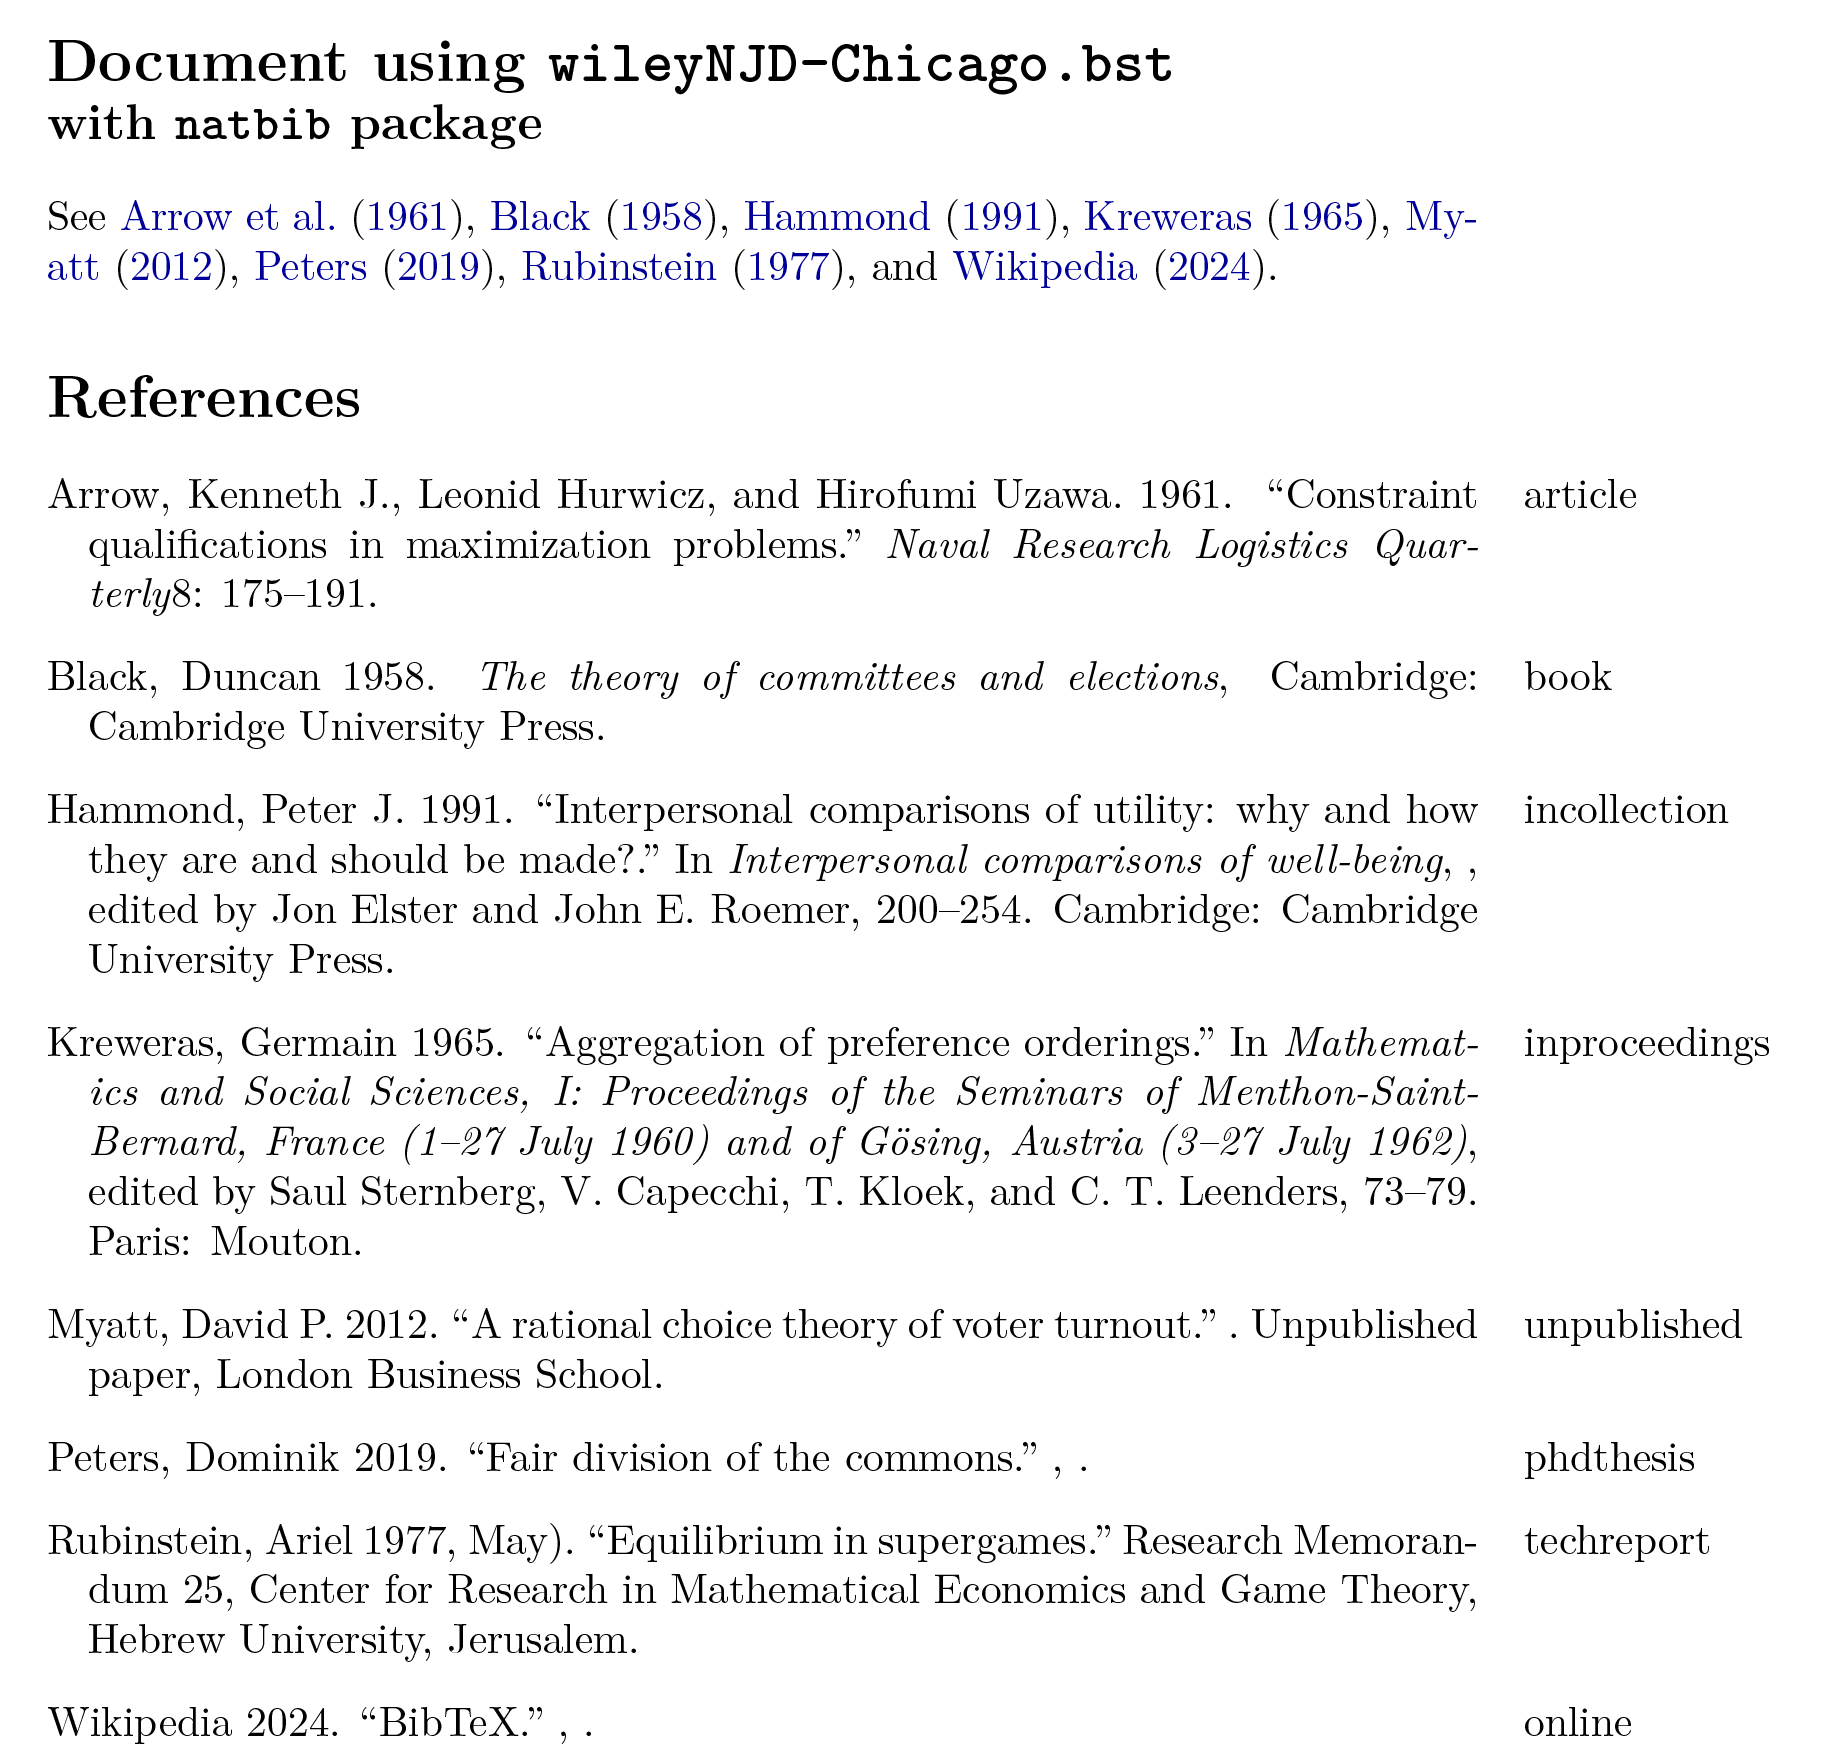 Document using wileyNJD-Chicago.bst
with natbib package
See Arrow et al. (1961), Black (1958), Hammond (1991), Kreweras (1965), My-
att (2012), Peters (2019), Rubinstein (1977), and Wikipedia (2024).
References
Arrow, Kenneth J., Leonid Hurwicz, and Hirofumi Uzawa. 1961. “Constraint article
qualifications in maximization problems.” Naval Research Logistics Quar-
terly8: 175–191.
Black, Duncan 1958. The theory of committees and elections, Cambridge: book
Cambridge University Press.
Hammond, Peter J. 1991. “Interpersonal comparisons of utility: why and how incollection
they are and should be made?.” In Interpersonal comparisons of well-being, ,
edited by Jon Elster and John E. Roemer, 200–254. Cambridge: Cambridge
University Press.
Kreweras, Germain 1965. “Aggregation of preference orderings.” In Mathemat- inproceedings
ics and Social Sciences, I: Proceedings of the Seminars of Menthon-Saint-
Bernard, France (1–27 July 1960) and of Gösing, Austria (3–27 July 1962),
edited by Saul Sternberg, V. Capecchi, T. Kloek, and C. T. Leenders, 73–79.
Paris: Mouton.
Myatt, David P. 2012. “A rational choice theory of voter turnout.” . Unpublished unpublished
paper, London Business School.
Peters, Dominik 2019. “Fair division of the commons.” , . phdthesis
Rubinstein, Ariel 1977, May). “Equilibrium in supergames.” Research Memoran- techreport
dum 25, Center for Research in Mathematical Economics and Game Theory,
Hebrew University, Jerusalem.
Wikipedia 2024. “BibTeX.” , . online